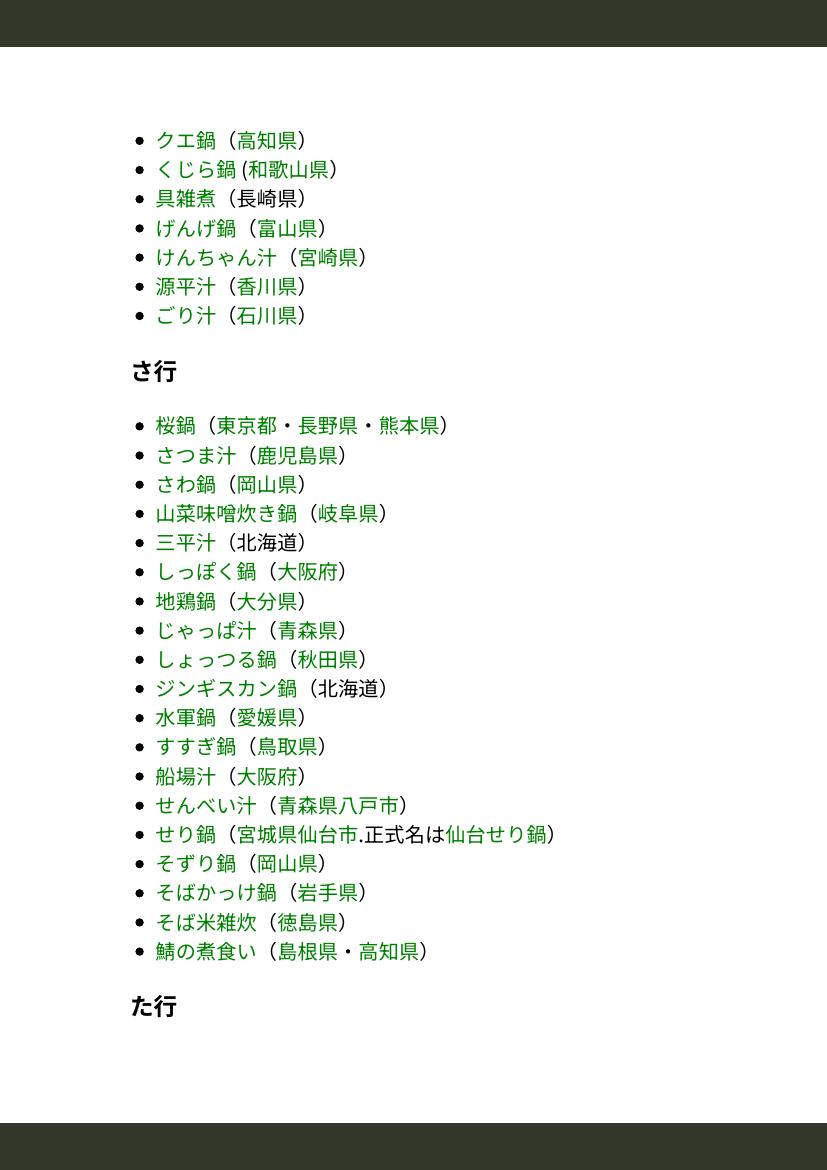 クエ鍋（高知県）
くじら鍋 (和歌山県）
具雑煮（長崎県）
げんげ鍋（富山県）
けんちゃん汁（宮崎県）
源平汁（香川県）
ごり汁（石川県）
さ行
桜鍋（東京都・長野県・熊本県）
さつま汁（鹿児島県）
さわ鍋（岡山県）
山菜味噌炊き鍋（岐阜県）
三平汁（北海道）
しっぽく鍋（大阪府）
地鶏鍋（大分県）
じゃっぱ汁（青森県）
しょっつる鍋（秋田県）
ジンギスカン鍋（北海道）
水軍鍋（愛媛県）
すすぎ鍋（鳥取県）
船場汁（大阪府）
せんべい汁（青森県八戸市）
せり鍋（宮城県仙台市.正式名は仙台せり鍋）
そずり鍋（岡山県）
そばかっけ鍋（岩手県）
そば米雑炊（徳島県）
鯖の煮食い（島根県・高知県）
た行